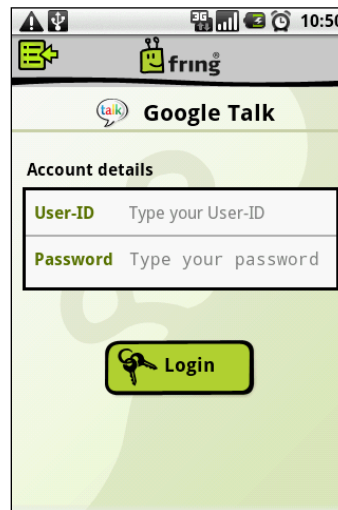 3G 10:50
fring
talk Google Talk
Account details
User-ID Type your User-ID
Password Type your password
Login